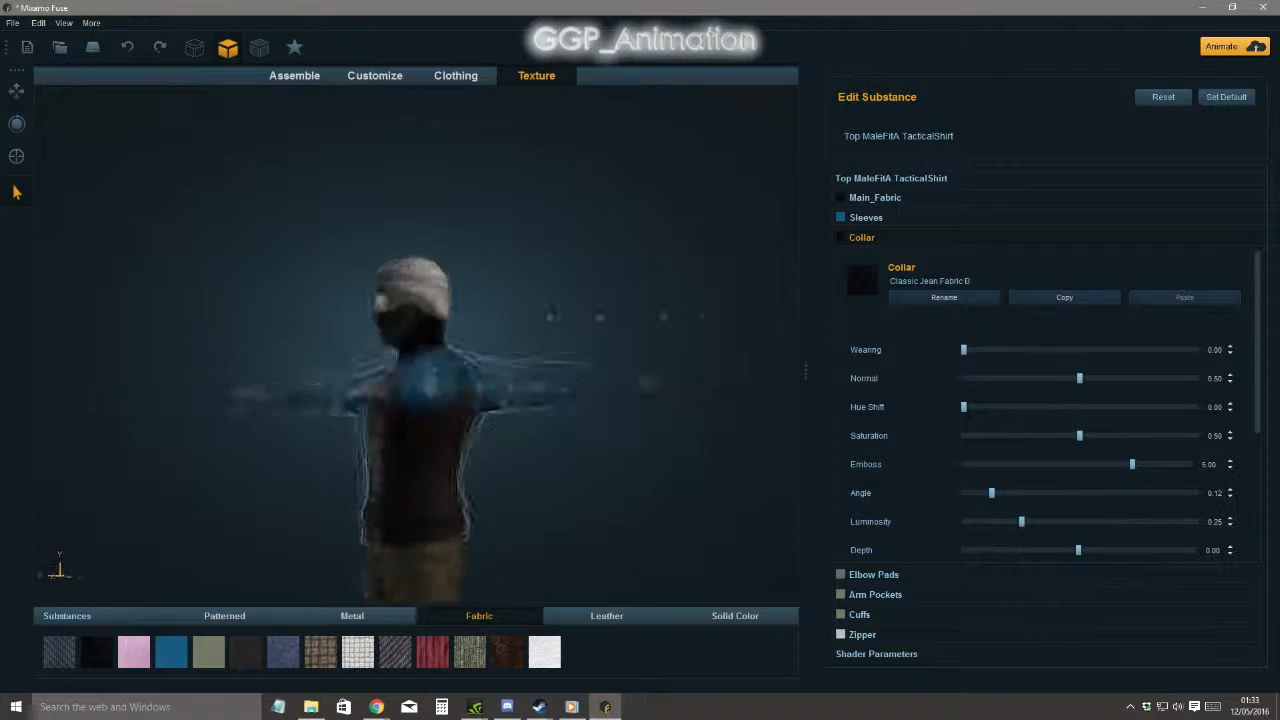 *Mixamo Fuse
File Edit View More
GGP_Animation
Animate
Assemble Customize Clothing Texture
Edit Substance
Reset Set Default
Top MaleFitA TacticalShirt
Top MaleFitA TacticalShirt
Main_Fabric
Sleeves
Collar
Collar
Classic Jean Fabric B
Rename Copy Paste
Wearing 0.00
Normal 0.50
Hue Shift 0.00
Saturation 0.50
Emboss 5.00
Angle 0.12
Luminosity 0.25
Depth 0.00
Elbow Pads
Arm Pockets
Cuffs
Zipper
Shader Parameters
Y
Substances Patterned Metal Fabric Leather Solid Color
Search the web and Windows
01:33
12/05/2016